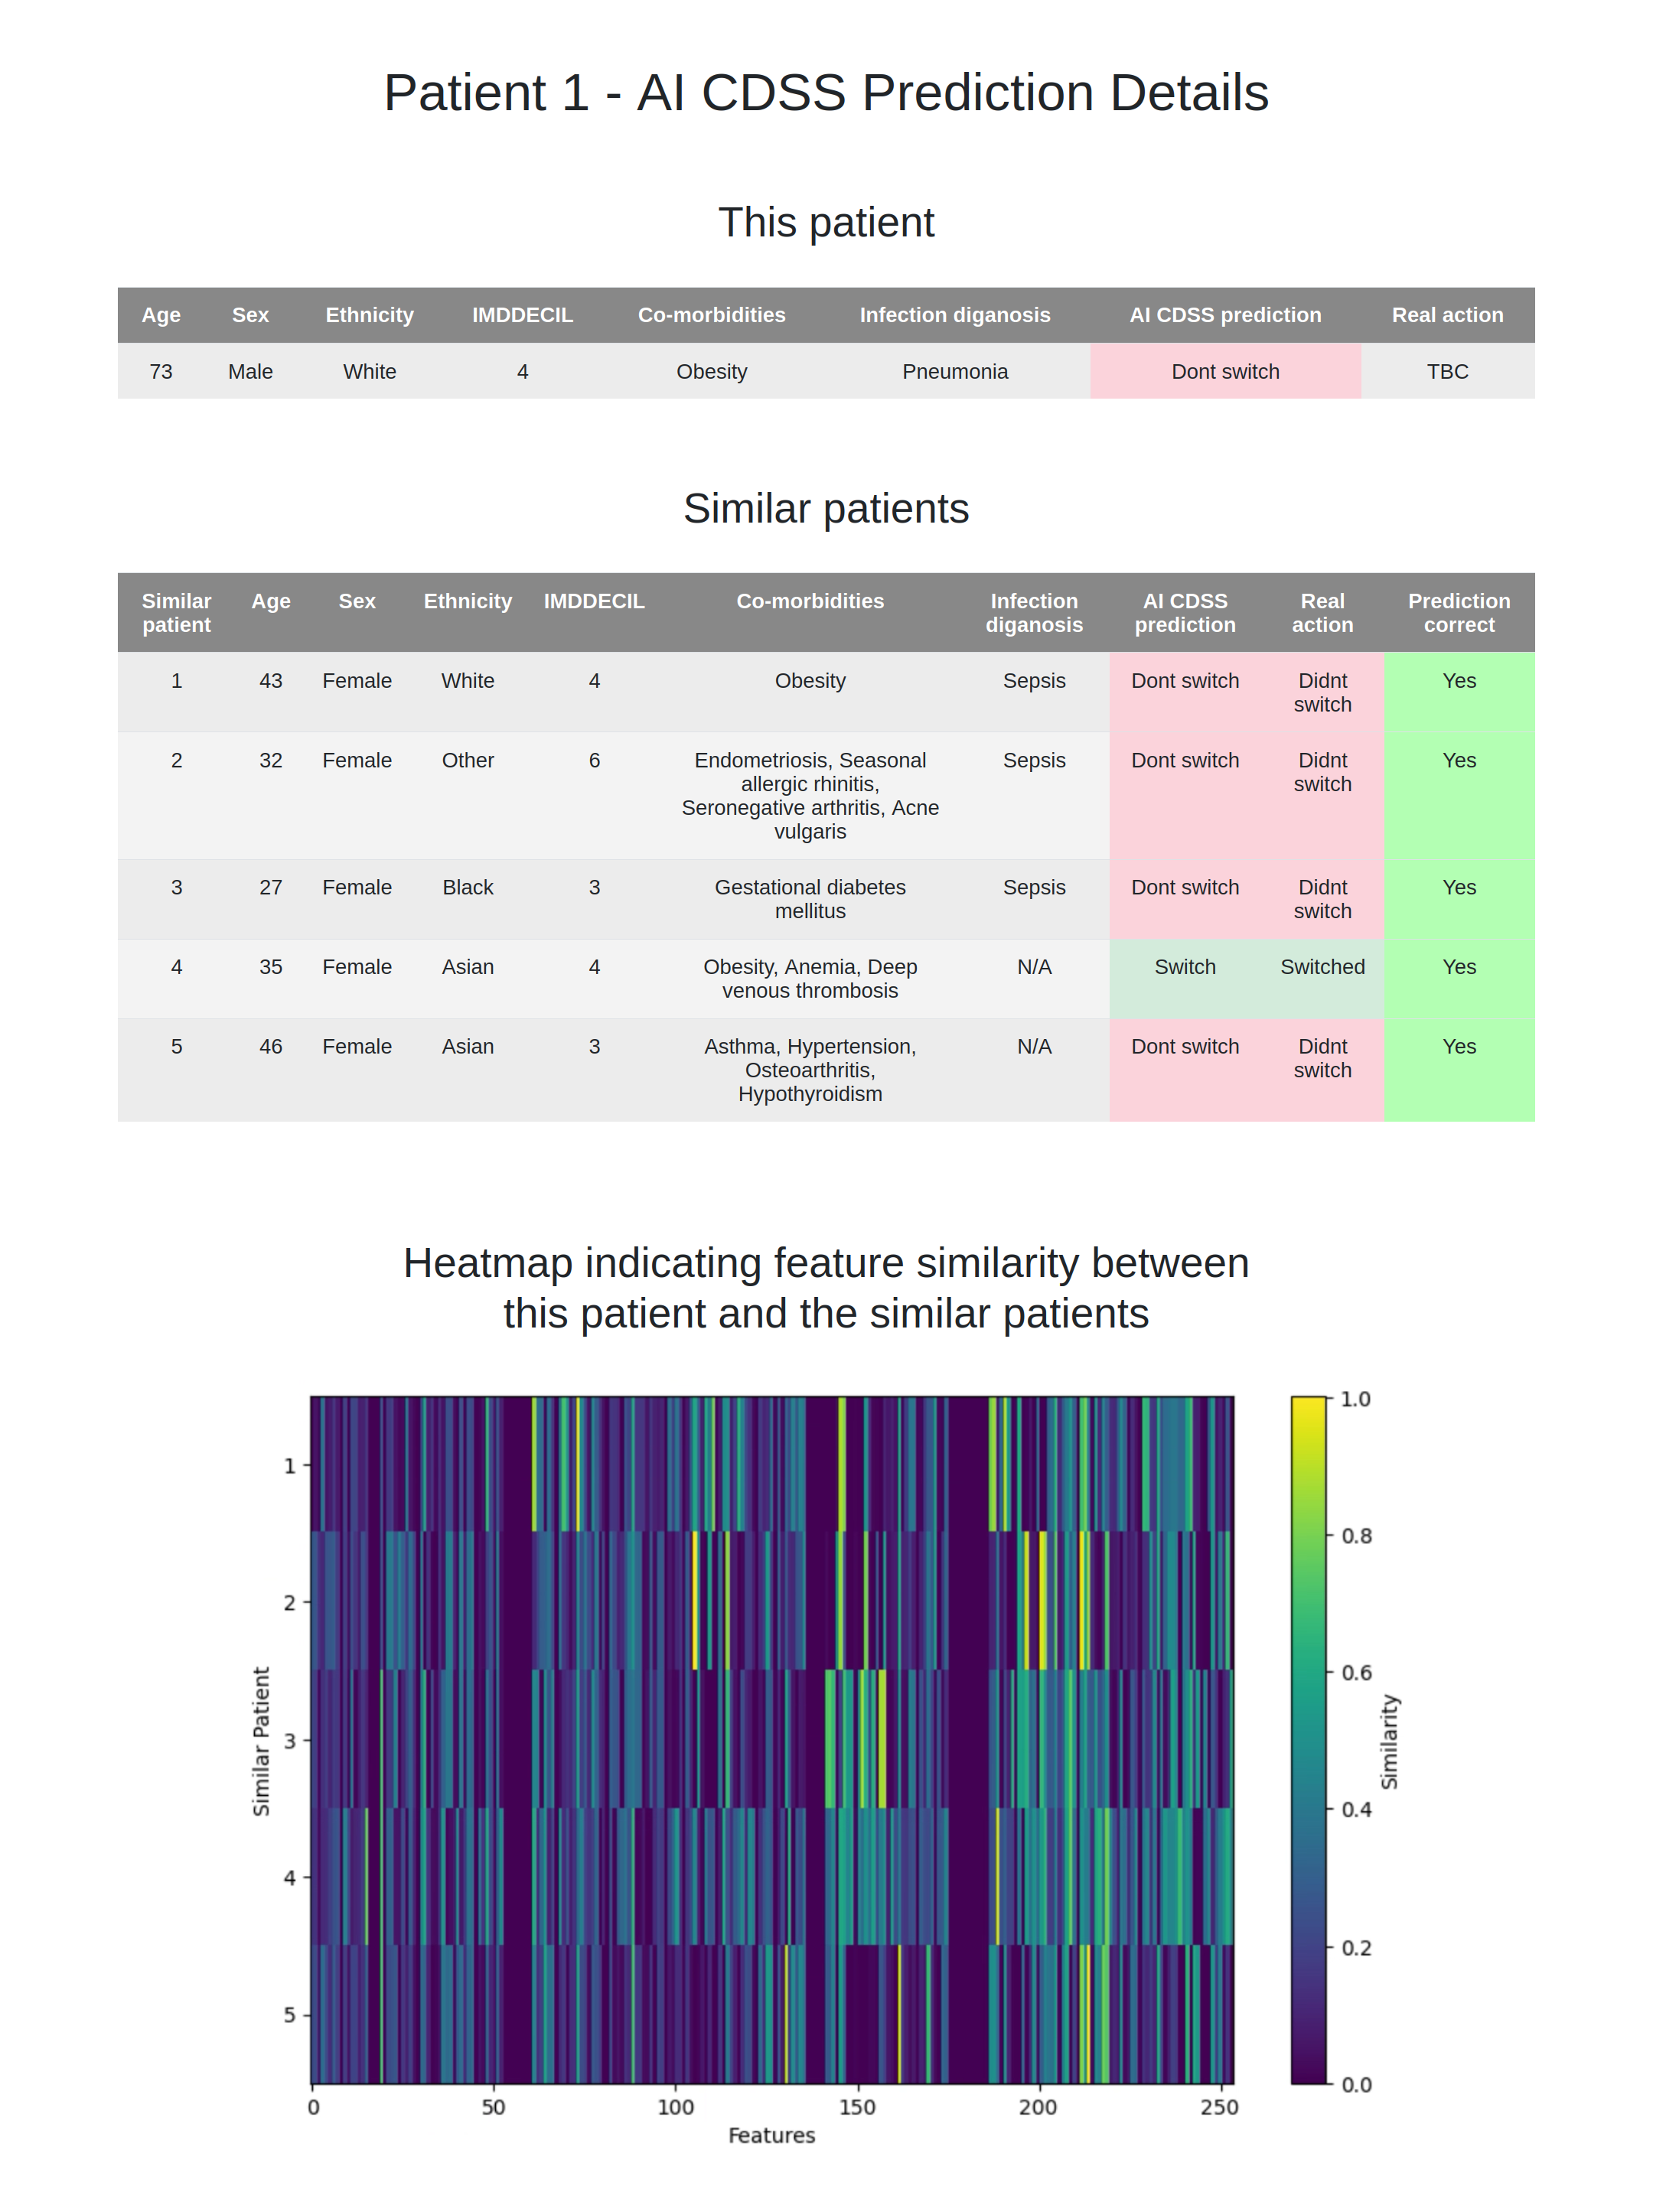 Patient 1 - AI CDSS Prediction Details
This patient
Age Sex Ethnicity IMDDECIL Co-morbidities Infection diganosis AI CDSS prediction Real action
73 Male White 4 Obesity Pneumonia Dont switch TBC
Similar patients
Similar patient Age Sex Ethnicity IMDDECIL Co-morbidities Infection diganosis AI CDSS prediction Real action Prediction correct
1 43 Female White 4 Obesity Sepsis Dont switch Didnt switch Yes
2 32 Female Other 6 Endometriosis, Seasonal allergic rhinitis, Seronegative arthritis, Acne vulgaris Sepsis Dont switch Didnt switch Yes
3 27 Female Black 3 Gestational diabetes mellitus Sepsis Dont switch Didnt switch Yes
4 35 Female Asian 4 Obesity, Anemia, Deep venous thrombosis N/A Switch Switched Yes
5 46 Female Asian 3 Asthma, Hypertension, Osteoarthritis, Hypothyroidism N/A Dont switch Didnt switch Yes
Heatmap indicating feature similarity between
this patient and the similar patients
Similar Patient
1
2
3
4
5
0 50 100 150 200 250
Features
1.0
0.8
0.6
0.4
0.2
0.0
Similarity